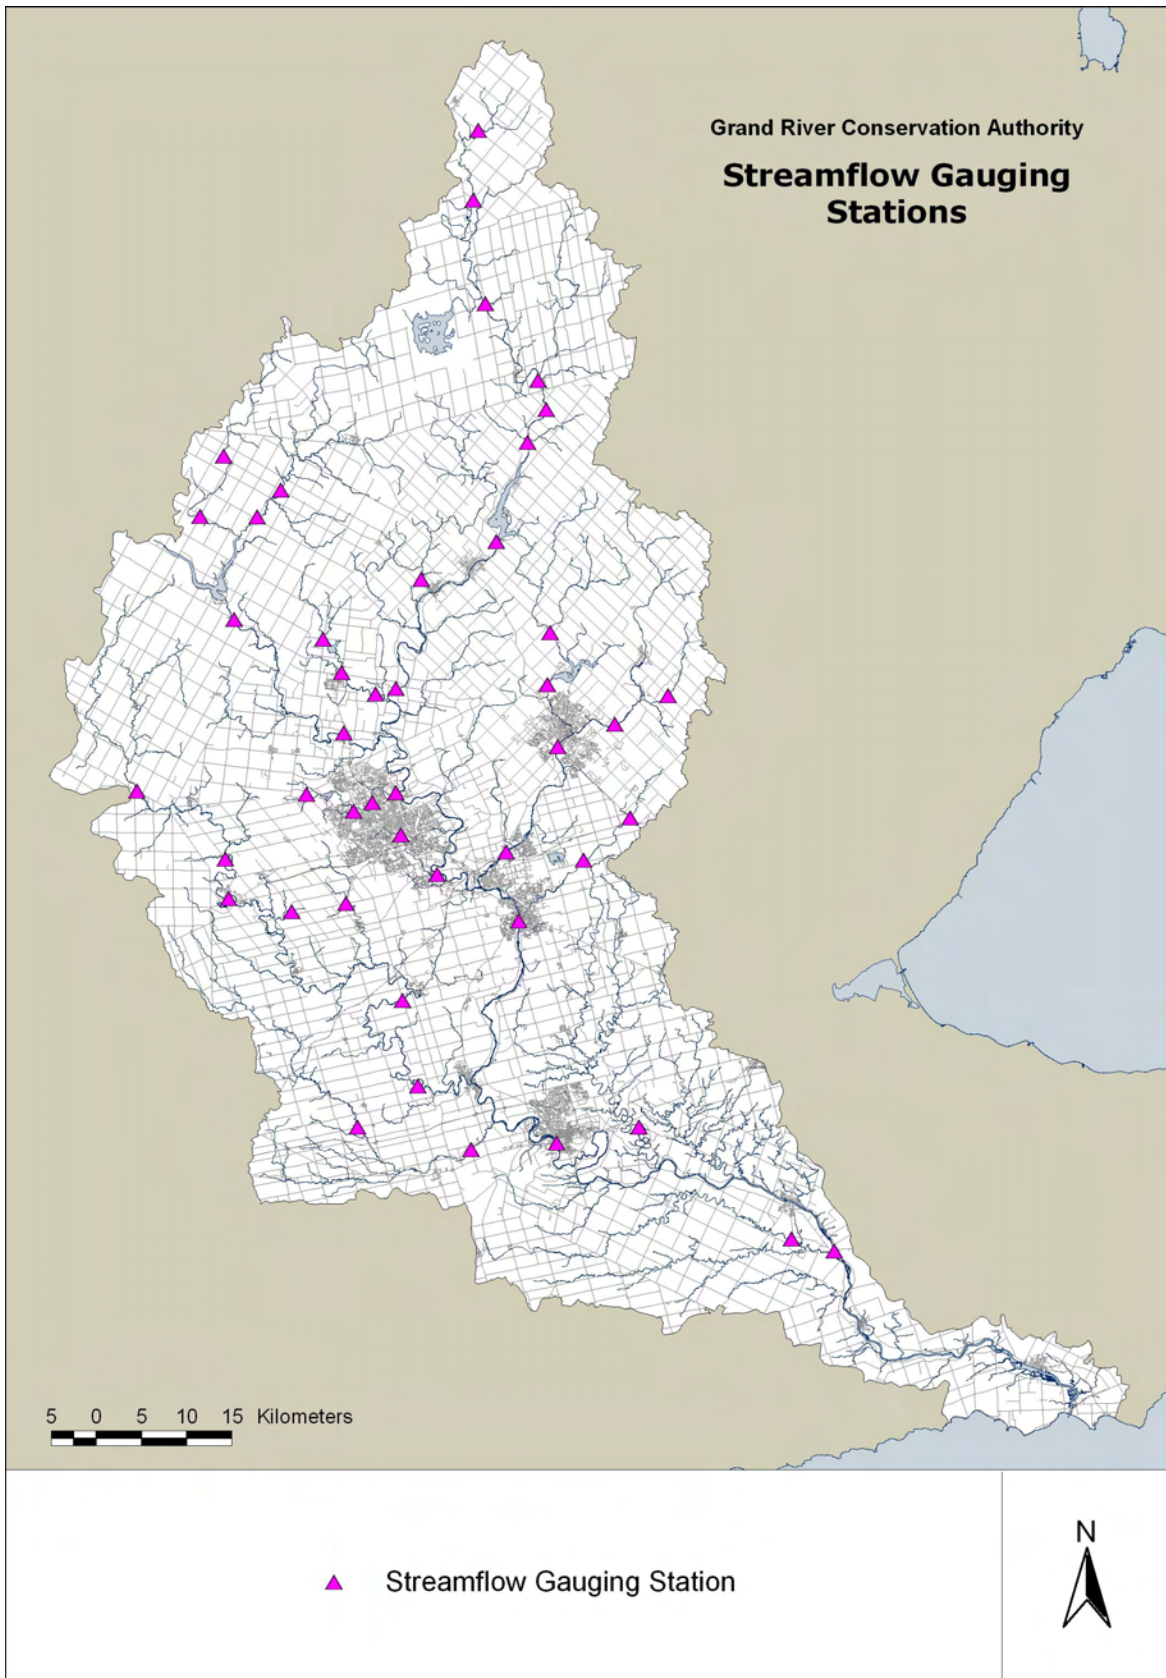 Grand River Conservation Authority
Streamflow Gauging
Stations
5 0 5 10 15 Kilometers
Streamflow Gauging Station
N